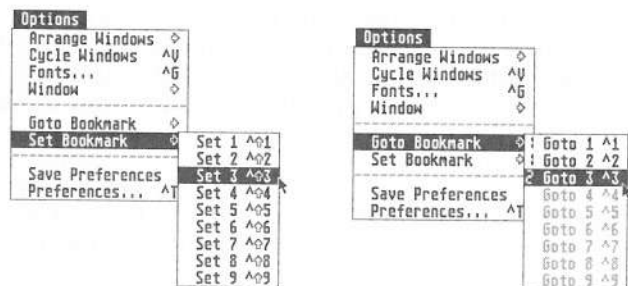 Options
Arrange Windows ◇
Cycle Windows ^V
Fonts... ^G
Window ◇
Goto Bookmark ◇
Set Bookmark ◇
Save Preferences
Preferences... ^T
Set 1 ^⇧1
Set 2 ^⇧2
Set 3 ^⇧3
Set 4 ^⇧4
Set 5 ^⇧5
Set 6 ^⇧6
Set 7 ^⇧7
Set 8 ^⇧8
Set 9 ^⇧9
Options
Arrange Windows ◇
Cycle Windows ^V
Fonts... ^G
Window ◇
Goto Bookmark ◇
Set Bookmark ◇
Save Preferences
Preferences... ^T
Goto 1 ^1
Goto 2 ^2
Goto 3 ^3
Goto 4 ^4
Goto 5 ^5
Goto 6 ^6
Goto 7 ^7
Goto 8 ^8
Goto 9 ^9